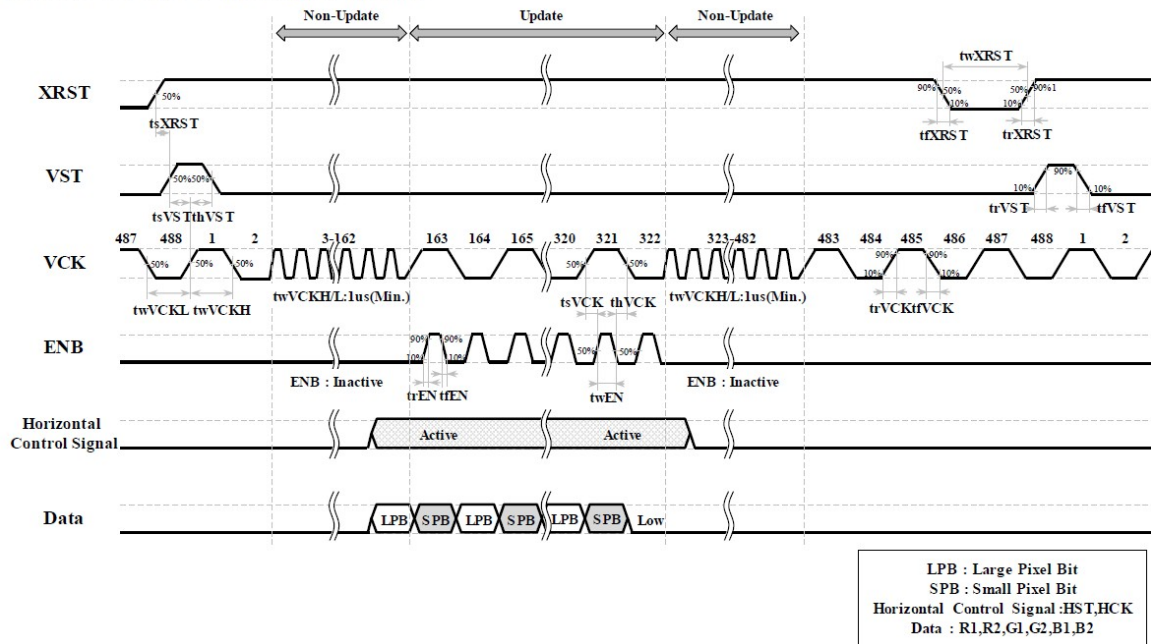 Non-Update Update Non-Update
twXRST
XRST 50% 90% 50% 50% 90%1
10% 10%
tsXRST tfXRST trXRST
VST 50% 50% 90%
10% 10%
tsVST thVST trVST tfVST
487 488 1 2 3-162 163 164 165 320 321 322 323-482 483 484 485 486 487 488 1 2
VCK 50% 50% 50% 50% 50% 90% 90%
10% 10%
twVCKL twVCKH twVCKH/L:1us(Min.) tsVCK thVCK twVCKH/L:1us(Min.) trVCK tfVCK
ENB 90% 90% 50% 50%
10% 10%
ENB : Inactive trEN tfEN twEN ENB : Inactive
Horizontal
Control Signal Active Active
Data LPB SPB LPB SPB LPB SPB Low
LPB : Large Pixel Bit
SPB : Small Pixel Bit
Horizontal Control Signal :HST,HCK
Data : R1,R2,G1,G2,B1,B2